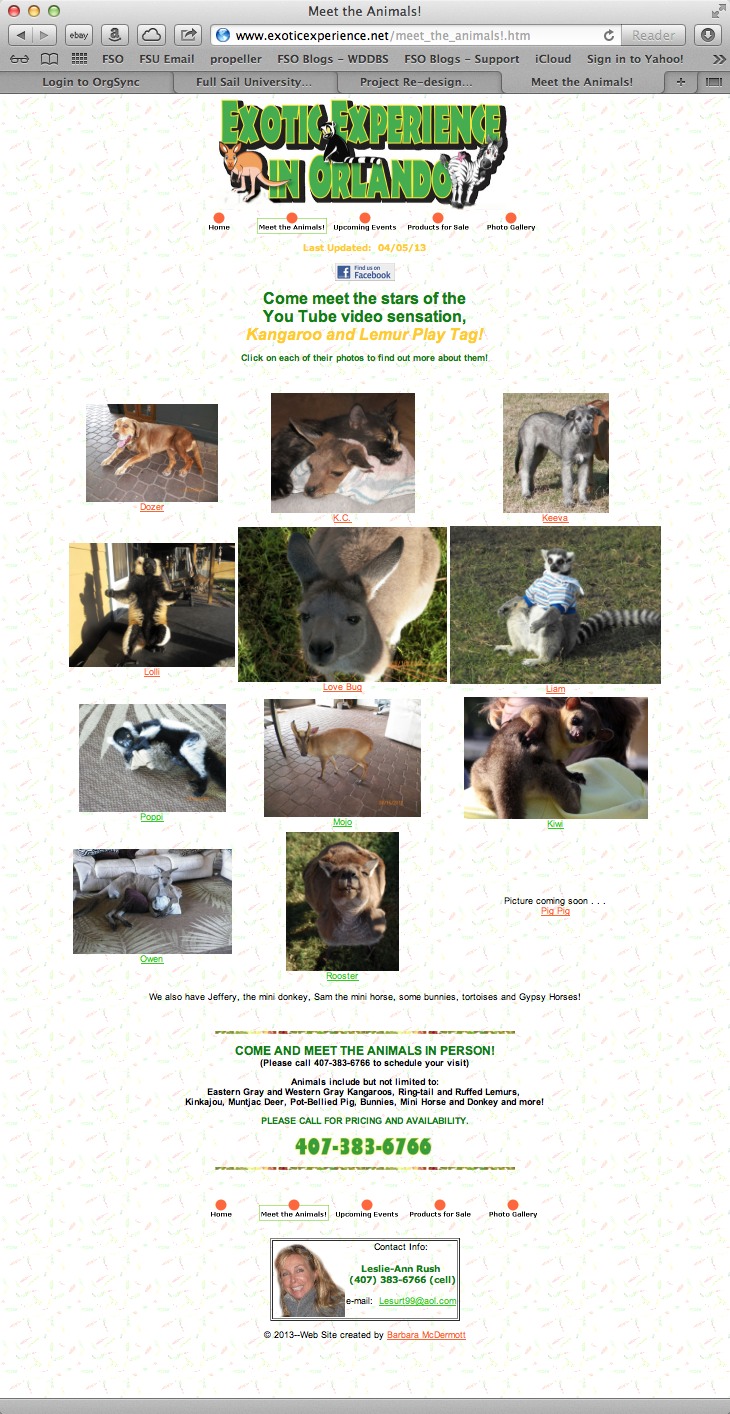 Meet the Animals!
ebay
www.exoticexperience.net/meet_the_animals!.htm
Reader
FSO
FSU Email
propeller
FSO Blogs - WDDBS
FSO Blogs - Support
iCloud
Sign in to Yahoo!
Login to OrgSync
Full Sail University...
Project Re-design...
Meet the Animals!
EXOTIC EXPERIENCE
IN ORLANDO
Home
Meet the Animals!
Upcoming Events
Products for Sale
Photo Gallery
Last Updated: 04/05/13
Find us on
Facebook
Come meet the stars of the
You Tube video sensation,
Kangaroo and Lemur Play Tag!
Click on each of their photos to find out more about them!
Dozer
K.C.
Keeva
Lolli
Love Bug
Liam
Poppi
Mojo
Kiwi
Owen
Rooster
Picture coming soon . . .
Pig Pig
We also have Jeffery, the mini donkey, Sam the mini horse, some bunnies, tortoises and Gypsy Horses!
COME AND MEET THE ANIMALS IN PERSON!
(Please call 407-383-6766 to schedule your visit)
Animals include but not limited to:
Eastern Gray and Western Gray Kangaroos, Ring-tail and Ruffed Lemurs,
Kinkajou, Muntjac Deer, Pot-Bellied Pig, Bunnies, Mini Horse and Donkey and more!
PLEASE CALL FOR PRICING AND AVAILABILITY.
407-383-6766
Home
Meet the Animals!
Upcoming Events
Products for Sale
Photo Gallery
Contact Info:
Leslie-Ann Rush
(407) 383-6766 (cell)
e-mail: Lesurt99@aol.com
© 2013--Web Site created by Barbara McDermott